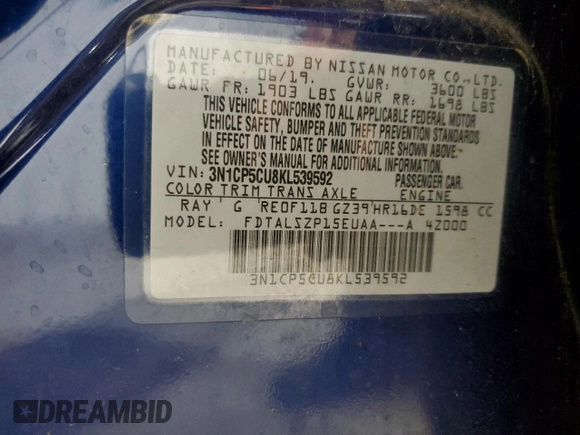 MANUFACTURED BY NISSAN MOTOR CO.,LTD.
DATE: 06/19. GVWR: 3600 LBS
GAWR FR: 1903 LBS GAWR RR: 1698 LBS
THIS VEHICLE CONFORMS TO ALL APPLICABLE FEDERAL MOTOR
VEHICLE SAFETY, BUMPER AND THEFT PREVENTION STANDARDS
IN EFFECT ON THE DATE OF MANUFACTURE SHOWN ABOVE.
SEE OWNER'S MANUAL FOR ADDITIONAL INFORMATION
VIN: 3N1CP5CU8KL539592 PASSENGER CAR.
COLOR TRIM TRANS AXLE ENGINE
RAY G RE0F11B GZ39 HR16DE 1598 CC
MODEL: FDTALSZP15EUAA---A 4Z000
3N1CP5CU8KL539592
DREAMBID